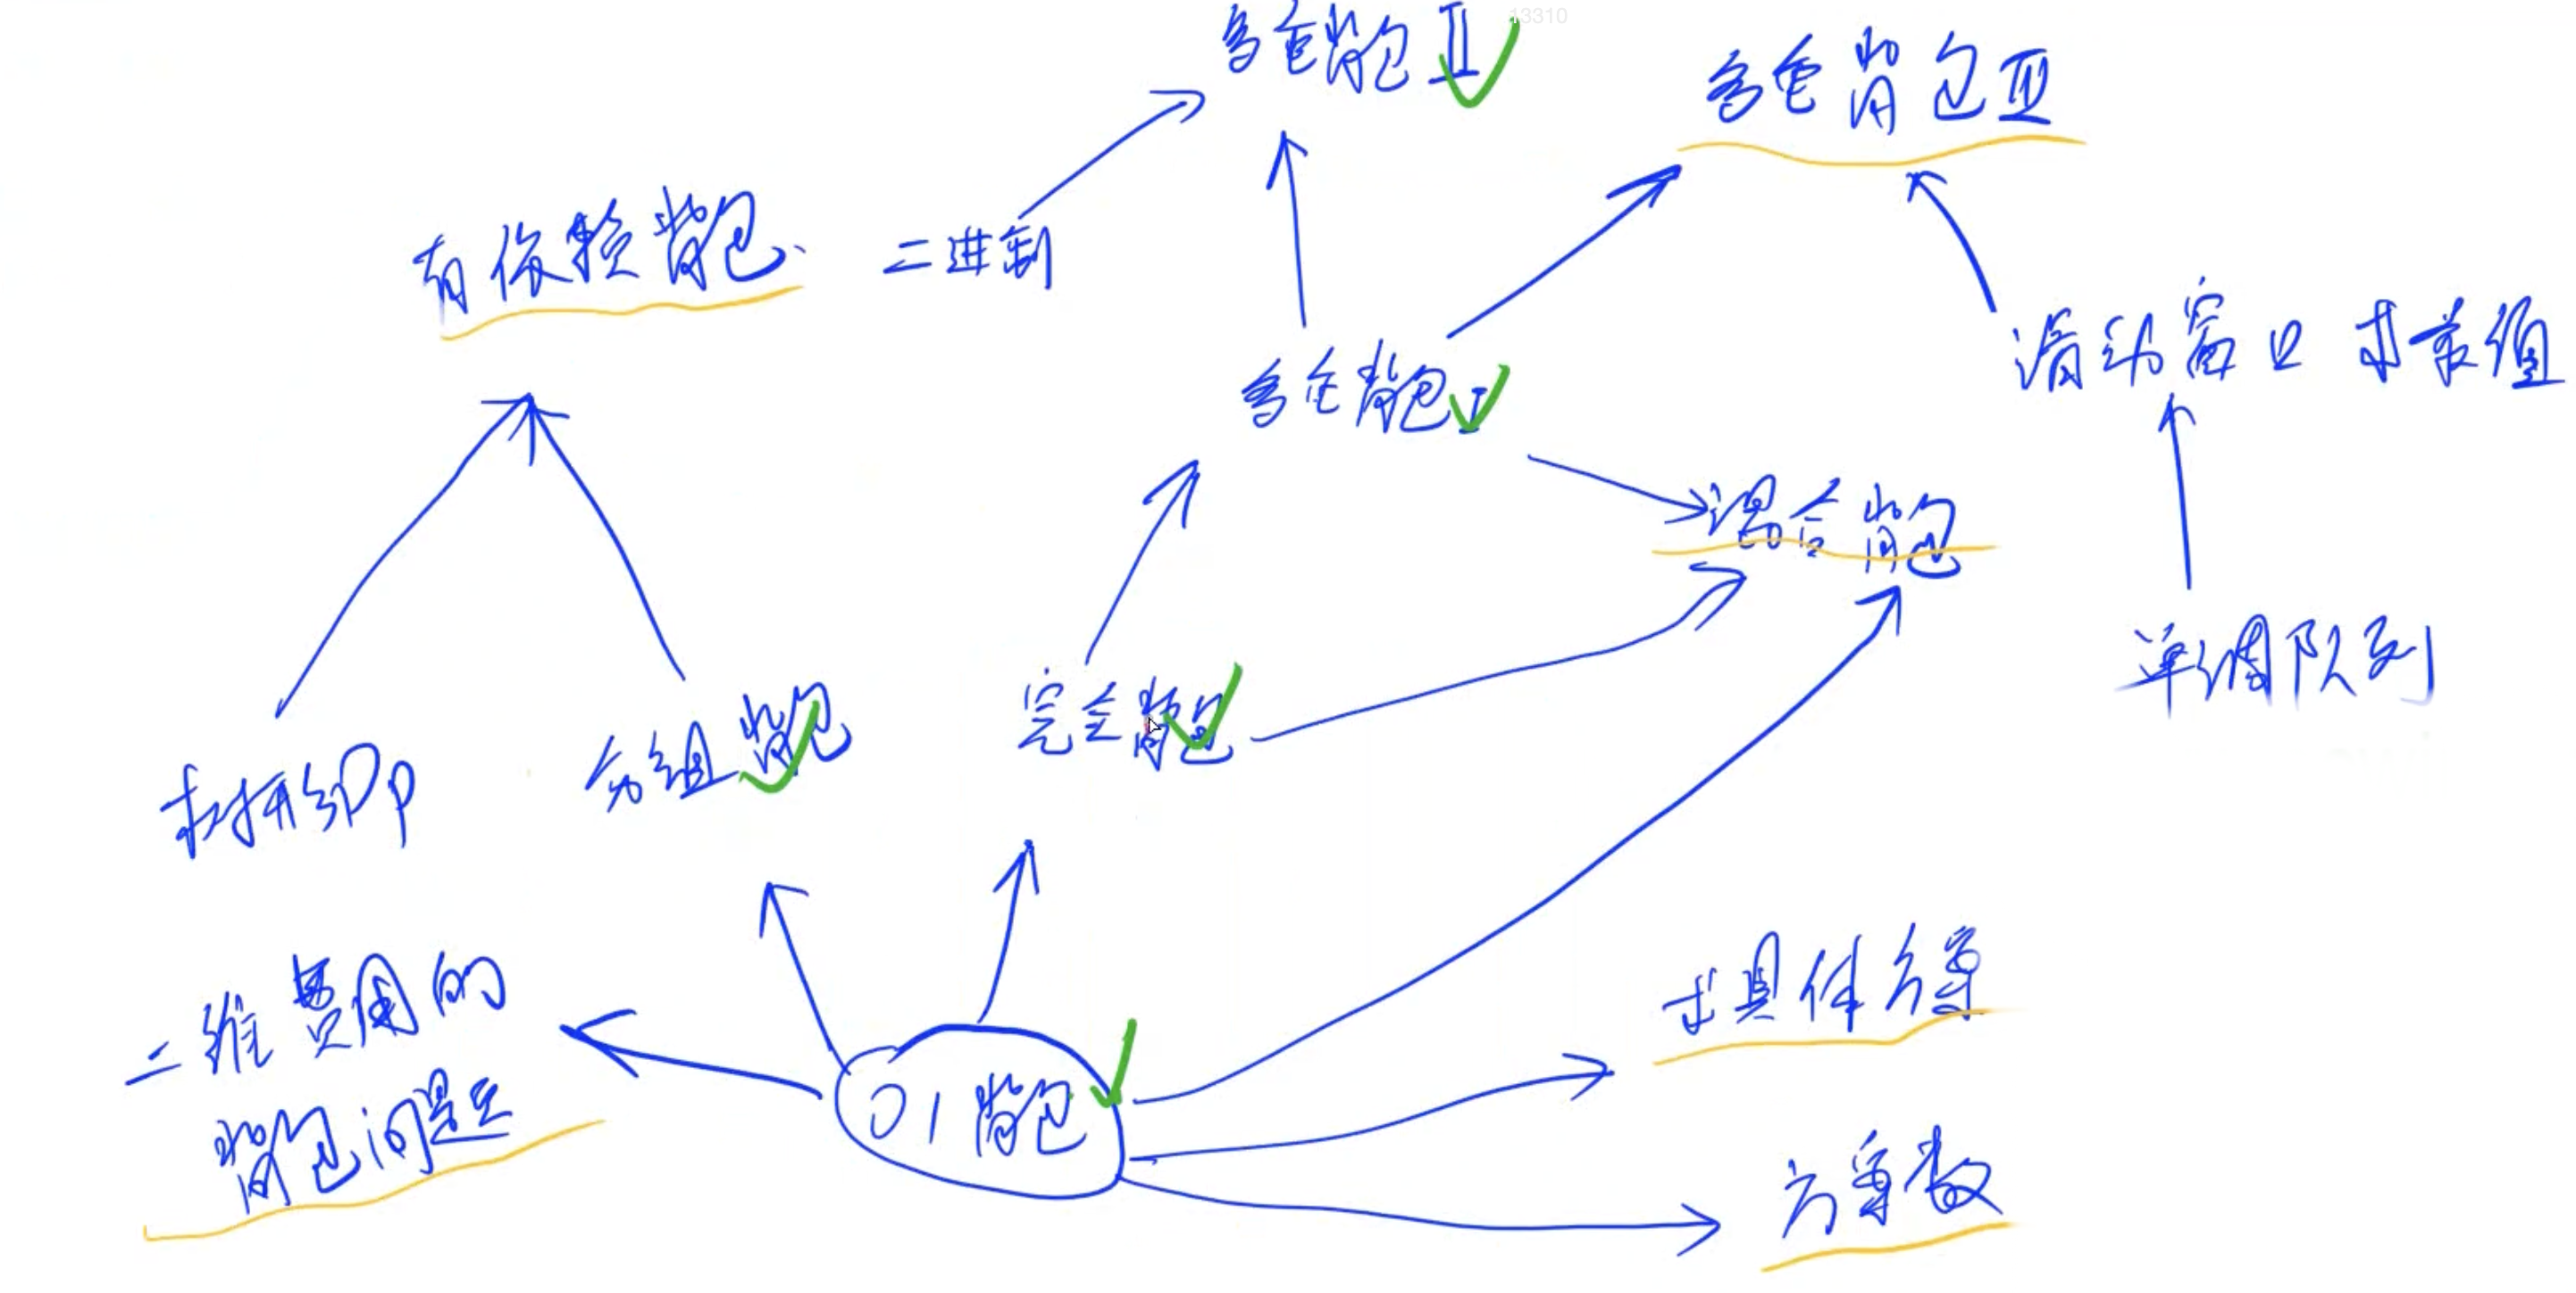 13310
多重背包 II
多重背包 III
有依赖背包
二进制
滑动窗口 求最值
多重背包 I
混合背包
单调队列
完全背包
分组背包
树形DP
二维费用的
背包问题
求具体方案
01背包
方案数